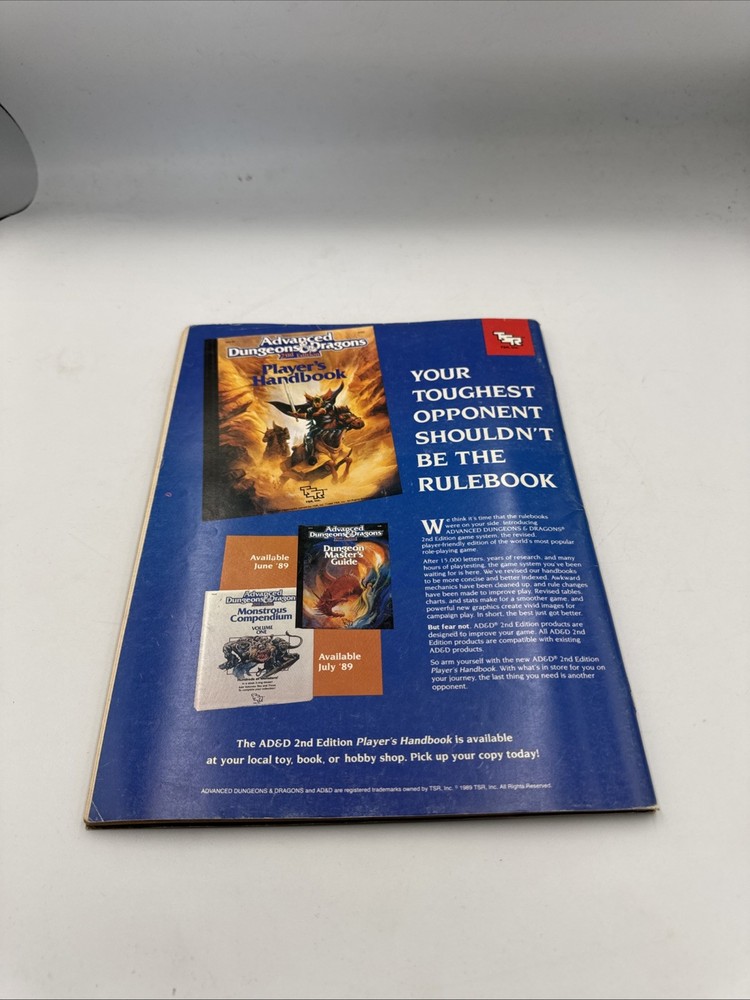 Advanced
Dungeons & Dragons
2nd Edition
Player's
Handbook
TSR
TSR
YOUR
TOUGHEST
OPPONENT
SHOULDN'T
BE THE
RULEBOOK
We think it's time that the rulebooks
were on your side. Introducing
ADVANCED DUNGEONS & DRAGONS®
2nd Edition game system, the revised,
player-friendly edition of the world's most popular
role-playing game.
After 15,000 letters, years of research, and many
hours of playtesting, the game system you've been
waiting for is here. We've revised our handbooks
to be more concise and better indexed. Awkward
mechanics have been cleaned up, and rule changes
have been made to improve play. Revised tables,
charts, and stats make for a smoother game, and
powerful new graphics create vivid images for
campaign play. In short, the best just got better.
But fear not. AD&D® 2nd Edition products are
designed to improve your game. All AD&D 2nd
Edition products are compatible with existing
AD&D products.
So arm yourself with the new AD&D® 2nd Edition
Player's Handbook. With what's in store for you on
your journey, the last thing you need is another
opponent.
Available
June '89
Advanced
Dungeons & Dragons
Dungeon
Master's
Guide
Advanced
Dungeons & Dragons
Monstrous
Compendium
VOLUME
ONE
TSR
Available
July '89
The AD&D 2nd Edition Player's Handbook is available
at your local toy, book, or hobby shop. Pick up your copy today!
ADVANCED DUNGEONS & DRAGONS and AD&D are registered trademarks owned by TSR, Inc. © 1989 TSR, Inc. All Rights Reserved.